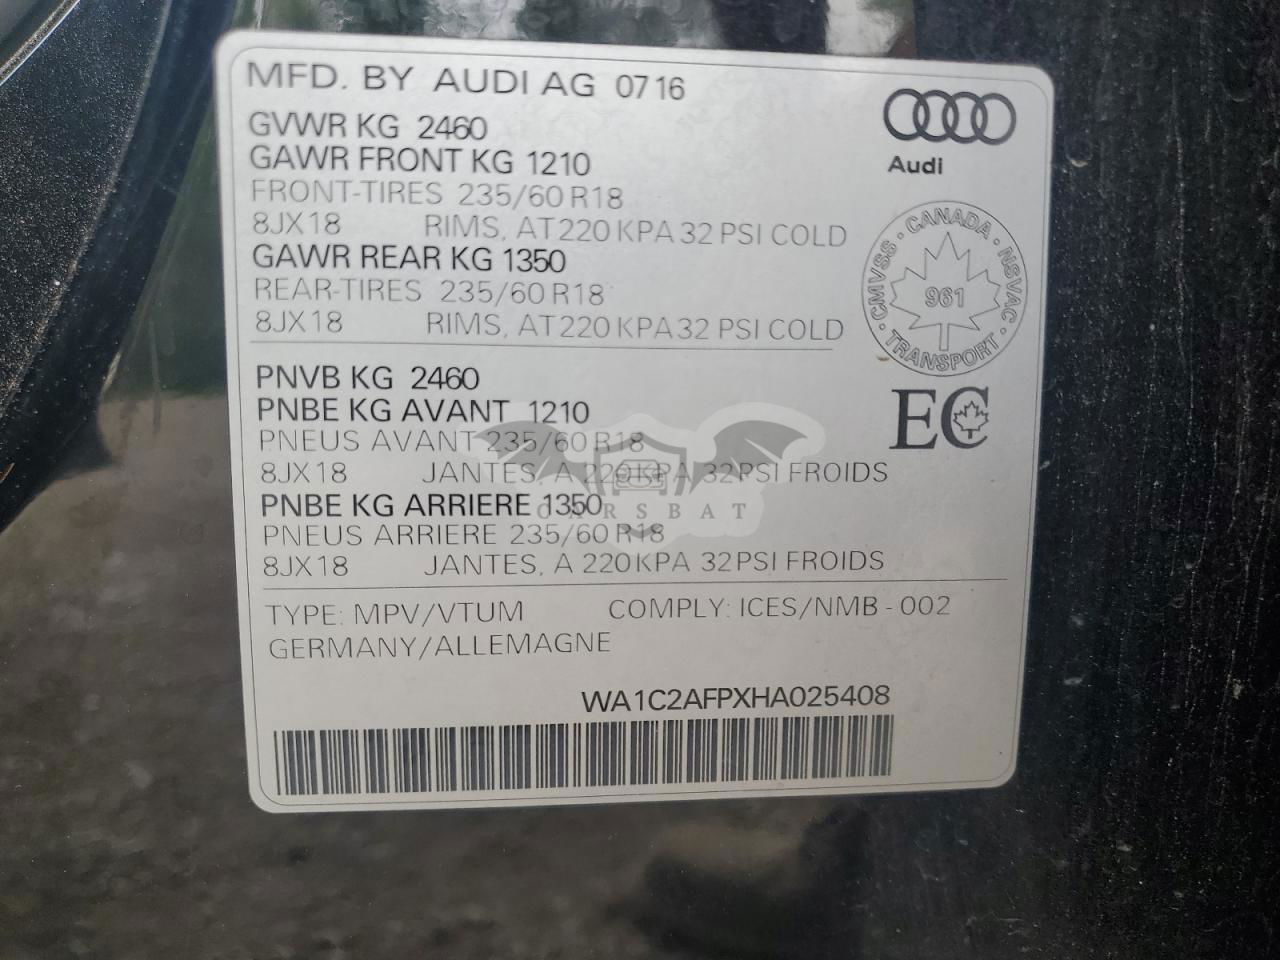 MFD. BY AUDI AG 0716
GVWR KG 2460
GAWR FRONT KG 1210
FRONT-TIRES 235/60 R18
8JX18 RIMS, AT 220 KPA 32 PSI COLD
GAWR REAR KG 1350
REAR-TIRES 235/60 R18
8JX18 RIMS, AT 220 KPA 32 PSI COLD
Audi
CMVSS · CANADA · NSVAC · TRANSPORT ·
961
PNVB KG 2460
PNBE KG AVANT 1210
PNEUS AVANT 235/60 R18
8JX18 JANTES, A 220 KPA 32 PSI FROIDS
PNBE KG ARRIERE 1350
PNEUS ARRIERE 235/60 R18
8JX18 JANTES, A 220 KPA 32 PSI FROIDS
EC
CARSBAT
TYPE: MPV/VTUM COMPLY: ICES/NMB - 002
GERMANY/ALLEMAGNE
WA1C2AFPXHA025408